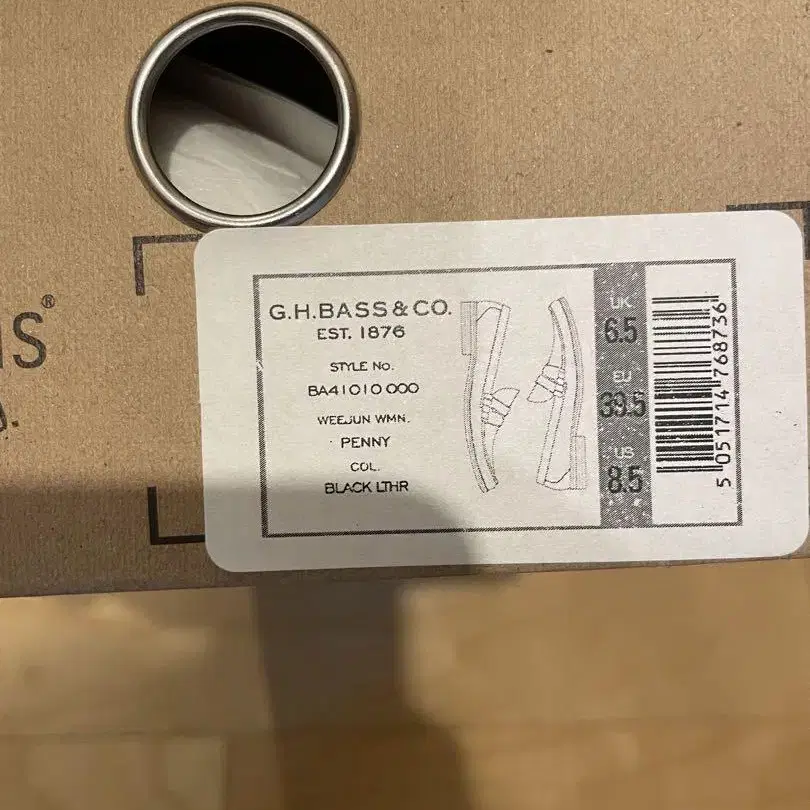 S®
G.H.BASS & CO.
EST. 1876
STYLE No.
BA41010 000
WEEJUN WMN.
PENNY
COL.
BLACK LTHR
UK
6.5
EU
39.5
US
8.5
5 051714 768736